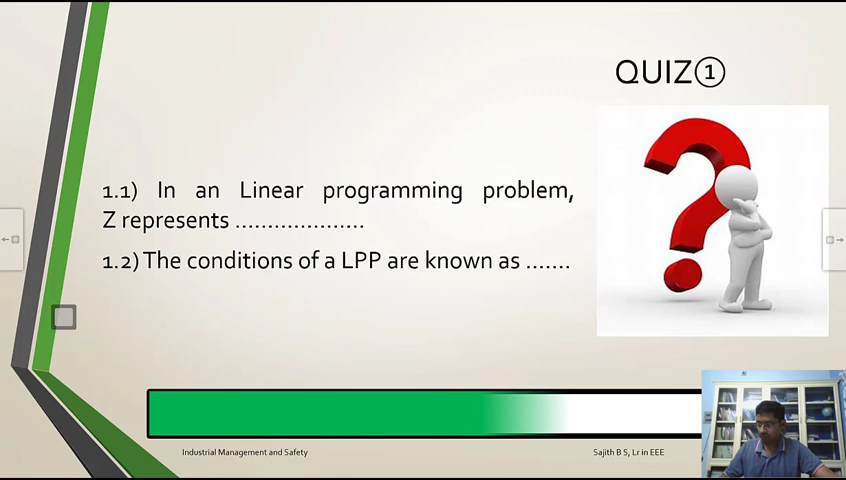 QUIZ①
1.1) In an Linear programming problem,
Z represents ....................
1.2) The conditions of a LPP are known as .......
Industrial Management and Safety
Sajith B S, Lr in EEE